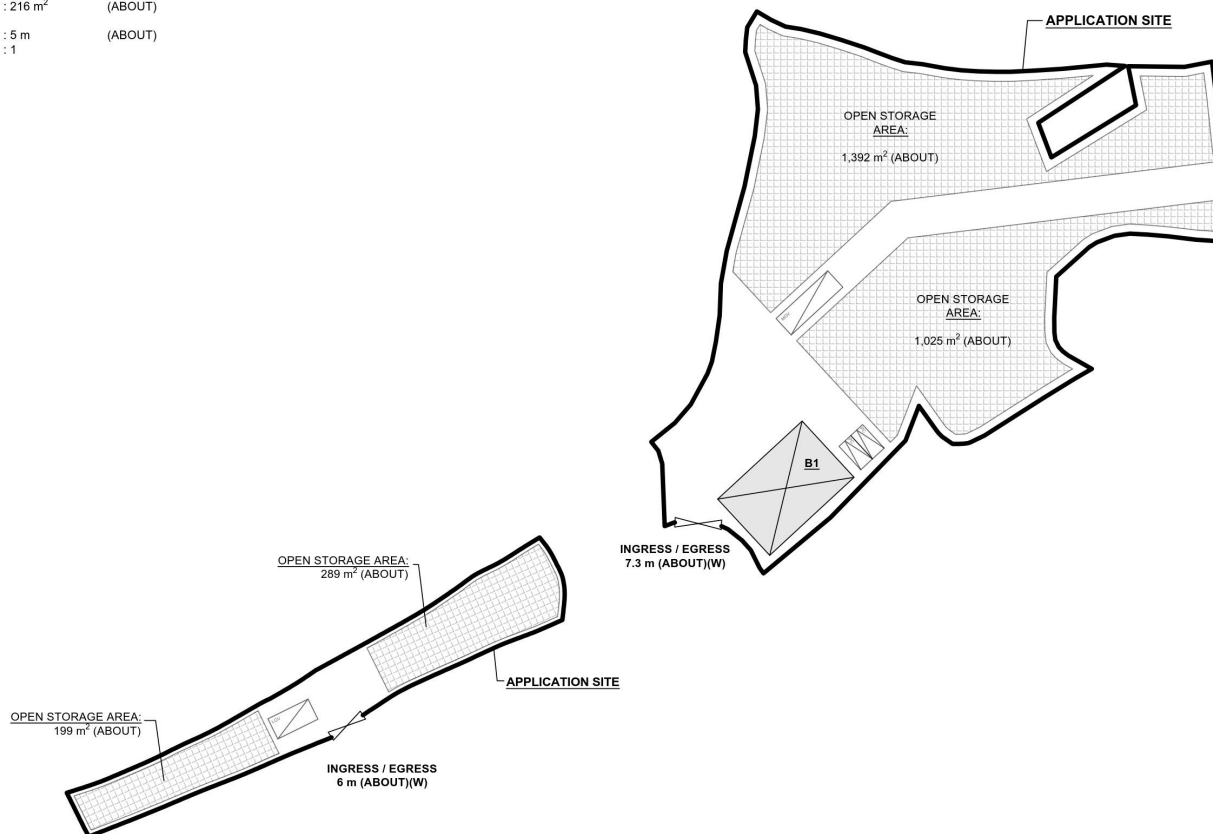 : 216 m² (ABOUT)
: 5 m (ABOUT)
: 1
APPLICATION SITE
OPEN STORAGE
AREA:
1,392 m² (ABOUT)
MGV
OPEN STORAGE
AREA:
1,025 m² (ABOUT)
B1
INGRESS / EGRESS
7.3 m (ABOUT)(W)
OPEN STORAGE AREA:
289 m² (ABOUT)
APPLICATION SITE
OPEN STORAGE AREA:
199 m² (ABOUT)
LGV
INGRESS / EGRESS
6 m (ABOUT)(W)